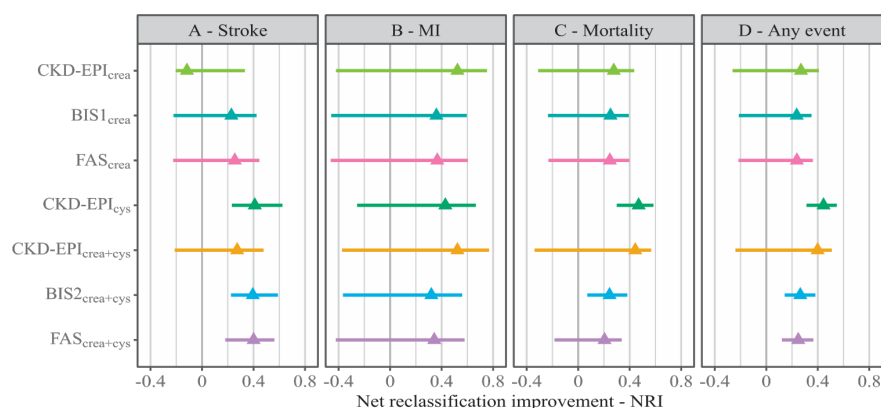 A - Stroke B - MI C - Mortality D - Any event
CKD-EPIcrea
BIS1crea
FAScrea
CKD-EPIcys
CKD-EPIcrea+cys
BIS2crea+cys
FAScrea+cys
-0.4 0 0.4 0.8 -0.4 0 0.4 0.8 -0.4 0 0.4 0.8 -0.4 0 0.4 0.8
Net reclassification improvement - NRI